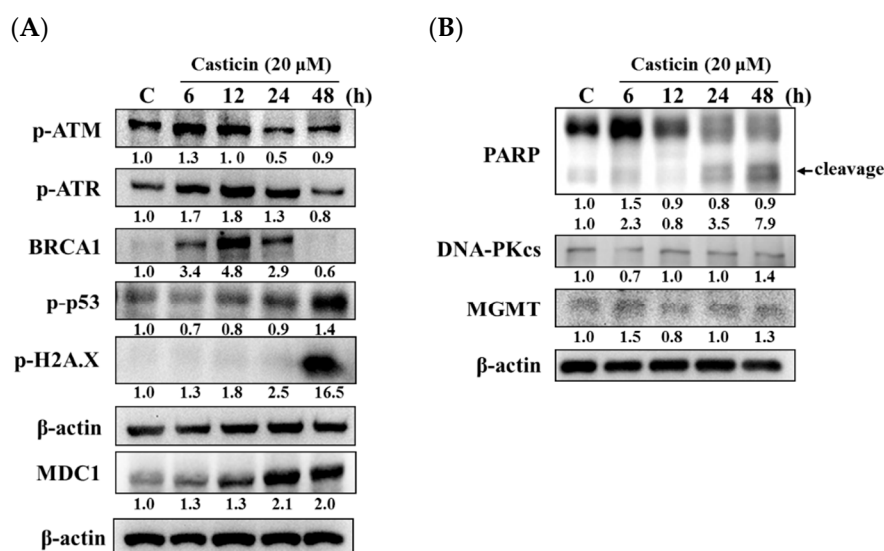 (A)
Casticin (20 μM)
C 6 12 24 48 (h)
p-ATM
1.0 1.3 1. 0 0.5 0.9
p-ATR
1.0 1.7 1.8 1.3 0.8
BRCA1
1.0 3.4 4.8 2.9 0.6
p-p53
1.0 0.7 0.8 0.9 1.4
p-H2A.X
1.0 1.3 1.8 2.5 16.5
β-actin
MDC1
1.0 1.3 1.3 2.1 2.0
β-actin
(B)
Casticin (20 μM)
C 6 12 24 48 (h)
PARP
cleavage
1.0 1.5 0.9 0.8 0.9
1.0 2.3 0.8 3.5 7.9
DNA-PKcs
1.0 0.7 1.0 1.0 1.4
MGMT
1.0 1.5 0.8 1.0 1.3
β-actin